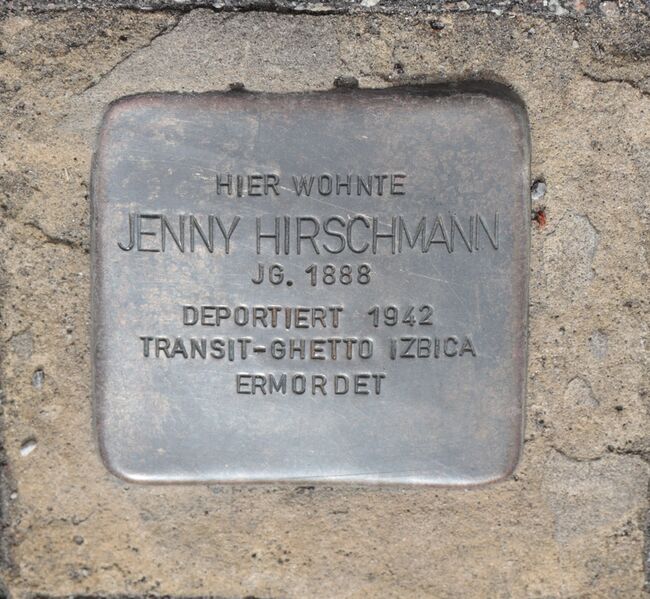 HIER WOHNTE
JENNY HIRSCHMANN
JG. 1888
DEPORTIERT 1942
TRANSIT-GHETTO IZBICA
ERMORDET